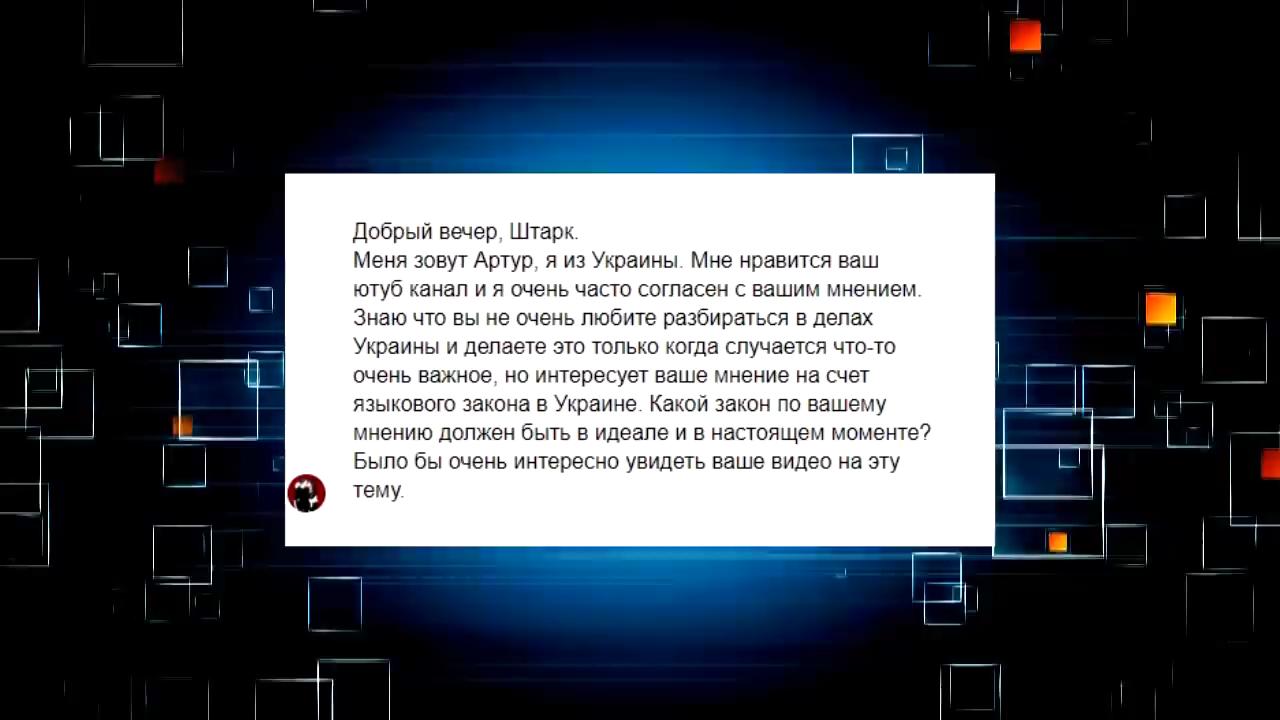 Добрый вечер, Штарк.
Меня зовут Артур, я из Украины. Мне нравится ваш
ютуб канал и я очень часто согласен с вашим мнением.
Знаю что вы не очень любите разбираться в делах
Украины и делаете это только когда случается что-то
очень важное, но интересует ваше мнение на счет
языкового закона в Украине. Какой закон по вашему
мнению должен быть в идеале и в настоящем моменте?
Было бы очень интересно увидеть ваше видео на эту
тему.